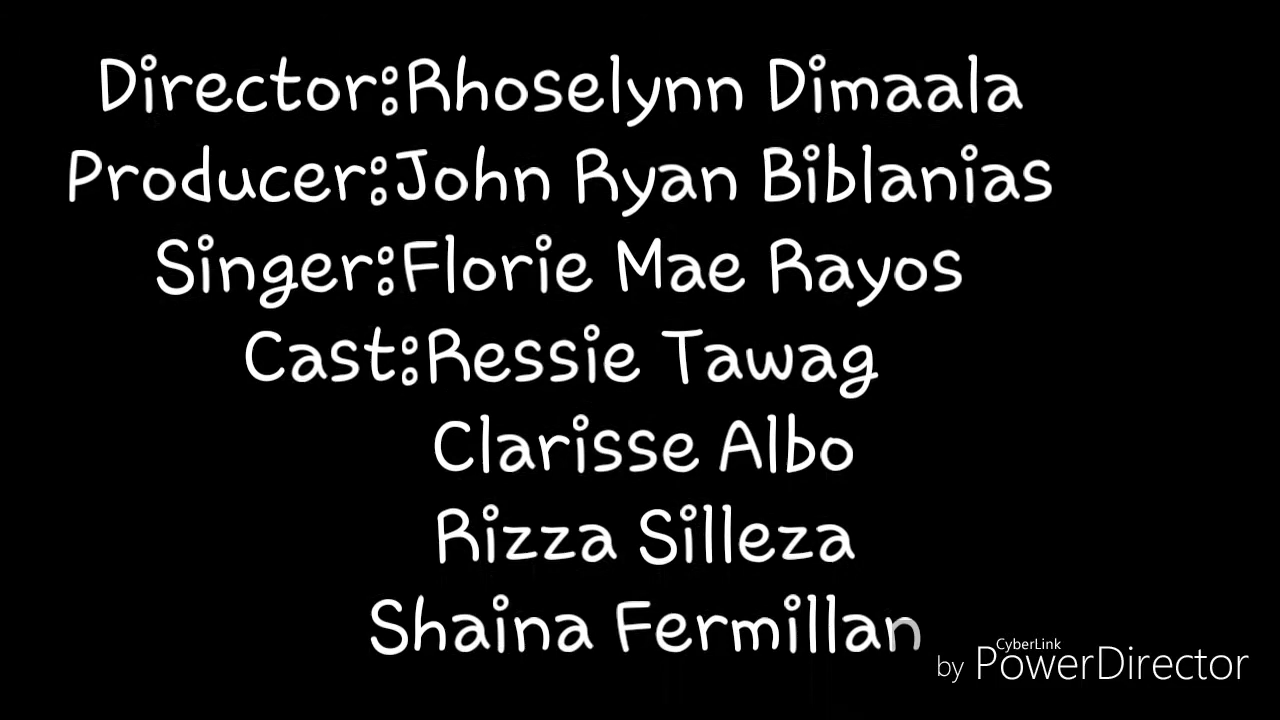 Director:Rhoselynn Dimaala
Producer:John Ryan Biblanias
Singer:Florie Mae Rayos
Cast:Ressie Tawag
Clarisse Albo
Rizza Silleza
Shaina Fermillan
by CyberLink PowerDirector